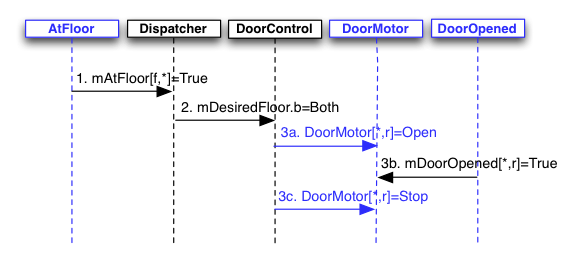 AtFloor Dispatcher DoorControl DoorMotor DoorOpened
1. mAtFloor[f,*]=True
2. mDesiredFloor.b=Both
3a. DoorMotor[*,r]=Open
3b. mDoorOpened[*,r]=True
3c. DoorMotor[*,r]=Stop